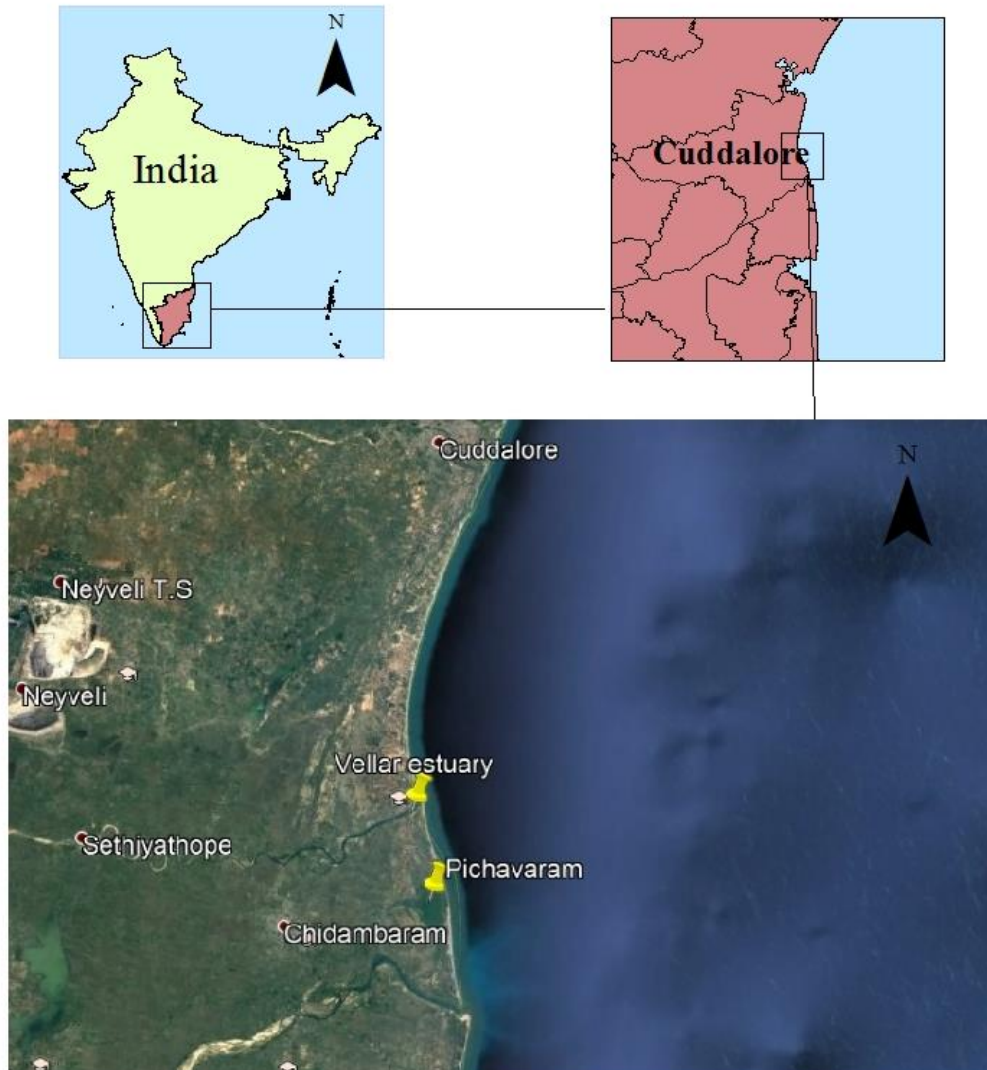 N
India
Cuddalore
N
Cuddalore
Neyveli T.S
Neyveli
Vellar estuary
Sethiyathope
Pichavaram
Chidambaram